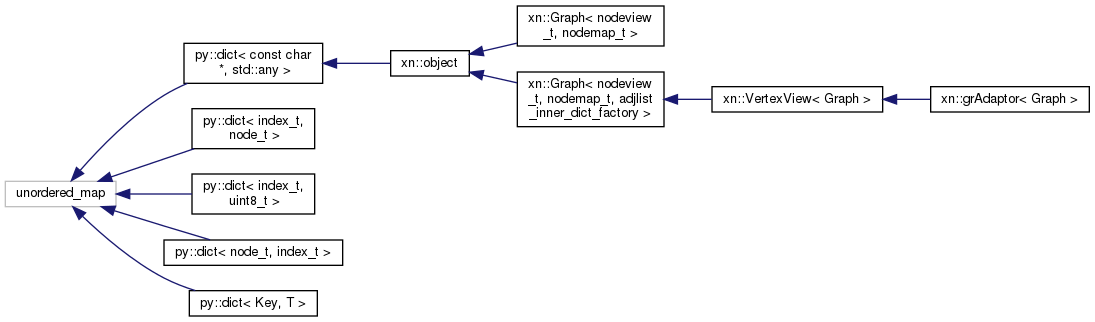 xn::Graph< nodeview
_t, nodemap_t >
py::dict< const char
*, std::any >
xn::object
xn::Graph< nodeview
_t, nodemap_t, adjlist
_inner_dict_factory >
xn::VertexView< Graph >
xn::grAdaptor< Graph >
py::dict< index_t,
node_t >
unordered_map
py::dict< index_t,
uint8_t >
py::dict< node_t, index_t >
py::dict< Key, T >